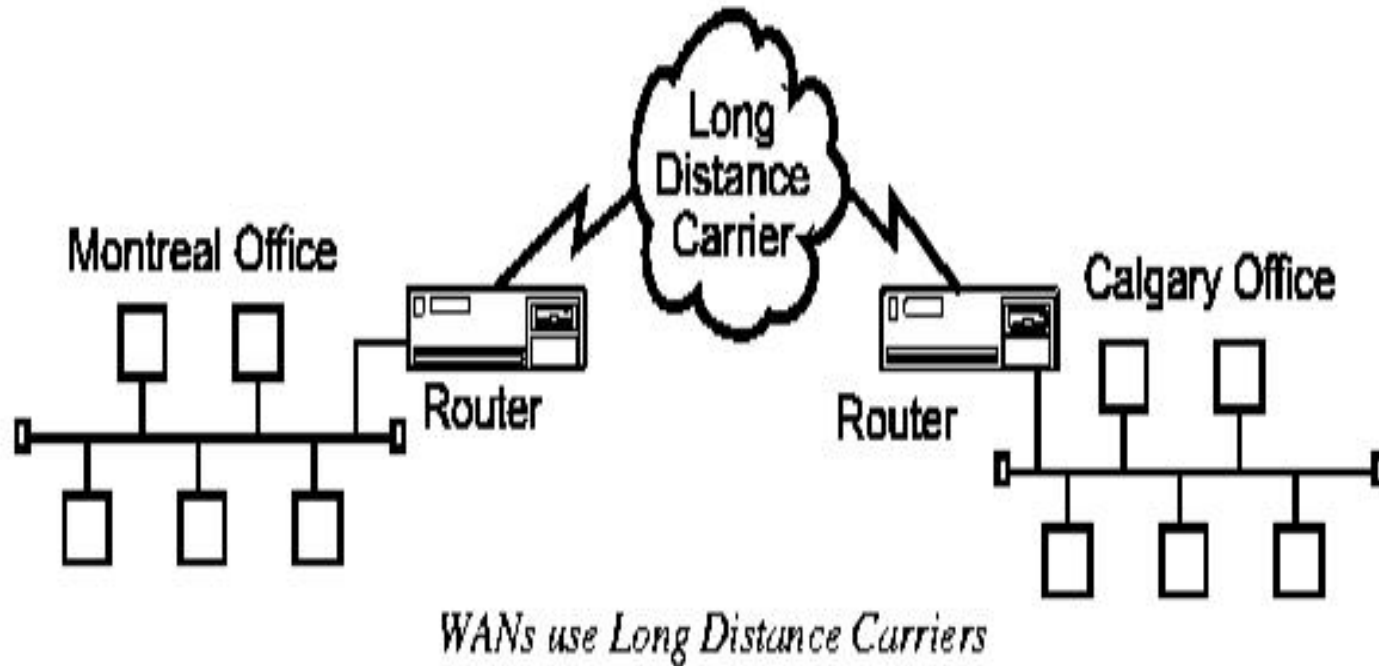 Long
Distance
Carrier
Montreal Office
Calgary Office
Router
Router
WANs use Long Distance Carriers